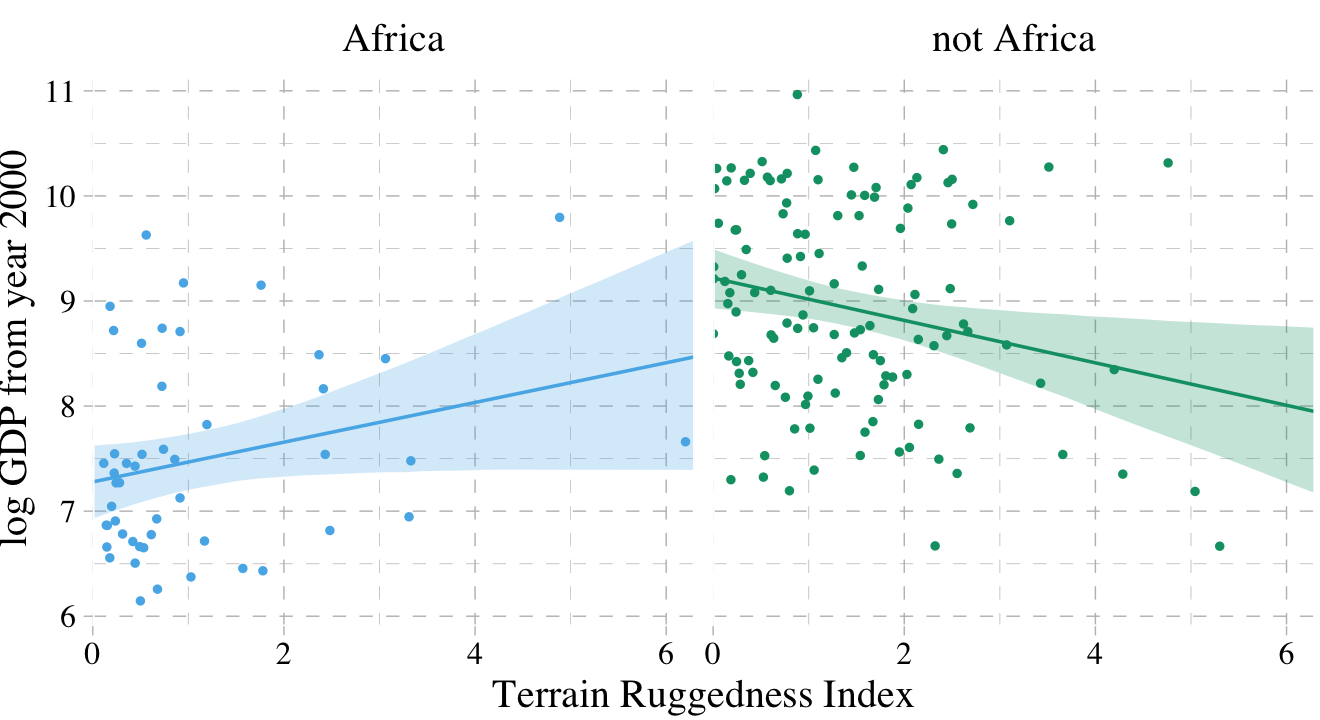 Africa
not Africa
log GDP from year 2000
11
10
9
8
7
6
0 2 4 6
0 2 4 6
Terrain Ruggedness Index